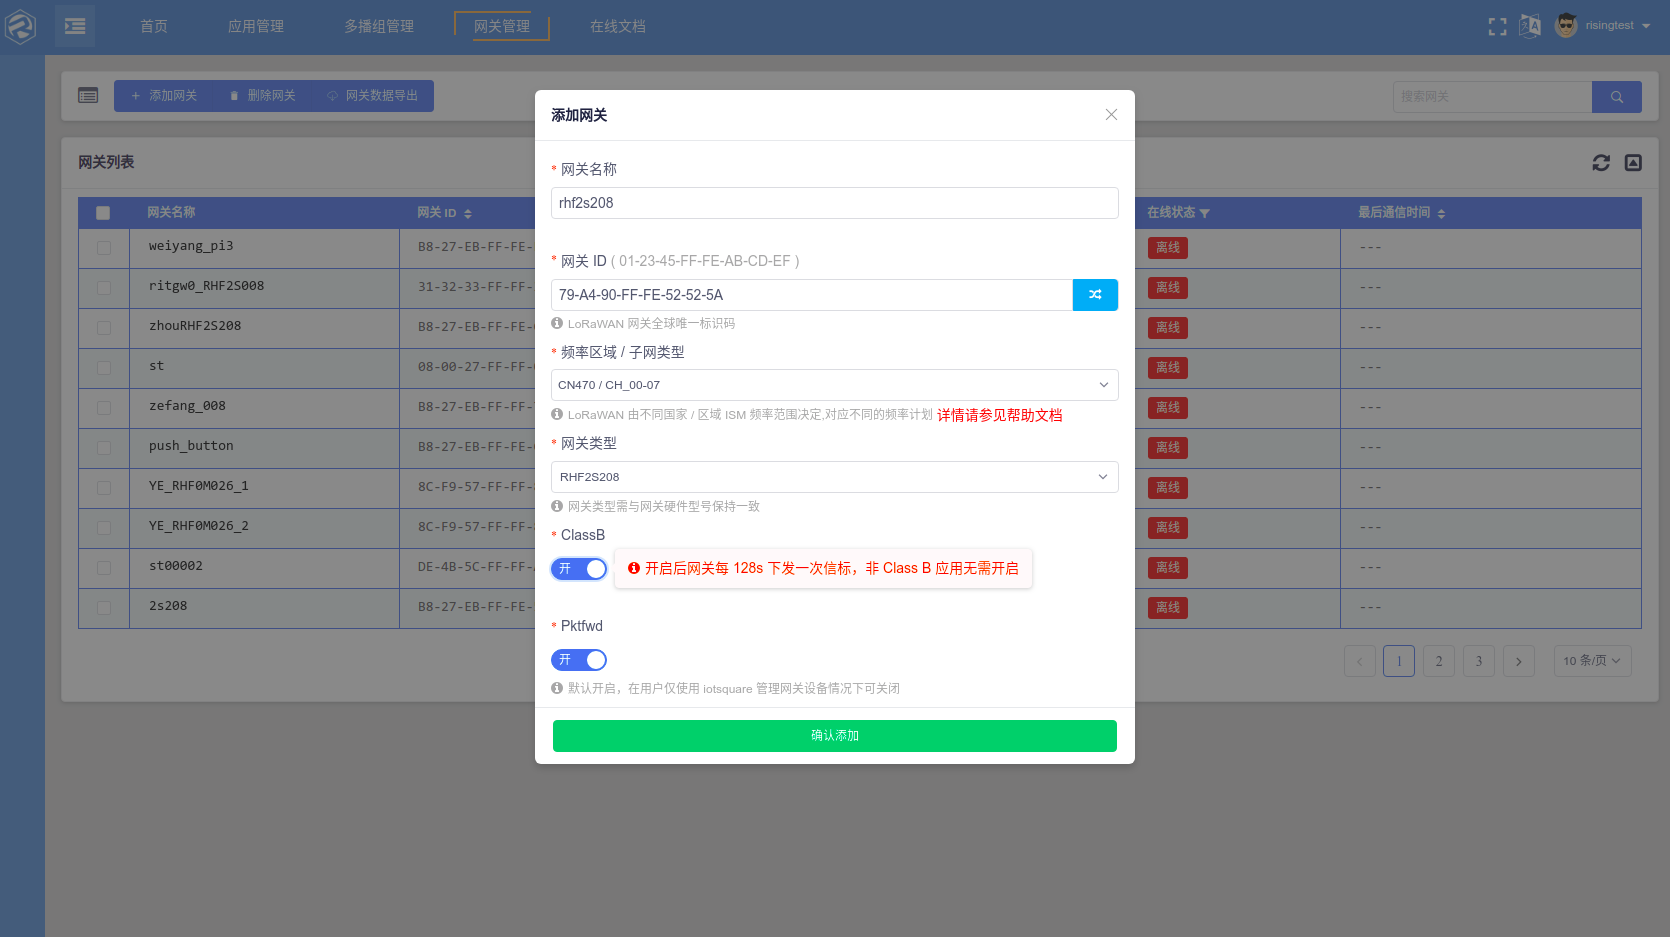 首页
应用管理
多播组管理
网关管理
在线文档
risingtest
添加网关
删除网关
网关数据导出
搜索网关
网关列表
网关名称
网关 ID
在线状态
最后通信时间
weiyang_pi3
B8-27-EB-FF-FE-
离线
---
ritgw0_RHF2S008
31-32-33-FF-FF-
离线
---
zhouRHF2S208
B8-27-EB-FF-FE-
离线
---
st
08-00-27-FF-FF-
离线
---
zefang_008
B8-27-EB-FF-FE-
离线
---
push_button
B8-27-EB-FF-FE-
离线
---
YE_RHF0M026_1
8C-F9-57-FF-FF-
离线
---
YE_RHF0M026_2
8C-F9-57-FF-FF-
离线
---
st00002
DE-4B-5C-FF-FF-
离线
---
2s208
B8-27-EB-FF-FE-
离线
---
1
2
3
10 条/页
添加网关
* 网关名称
rhf2s208
* 网关 ID ( 01-23-45-FF-FE-AB-CD-EF )
79-A4-90-FF-FE-52-52-5A
LoRaWAN 网关全球唯一标识码
* 频率区域 / 子网类型
CN470 / CH_00-07
LoRaWAN 由不同国家 / 区域 ISM 频率范围决定,对应不同的频率计划 详情请参见帮助文档
* 网关类型
RHF2S208
网关类型需与网关硬件型号保持一致
* ClassB
开
开启后网关每 128s 下发一次信标，非 Class B 应用无需开启
* Pktfwd
开
默认开启，在用户仅使用 iotsquare 管理网关设备情况下可关闭
确认添加